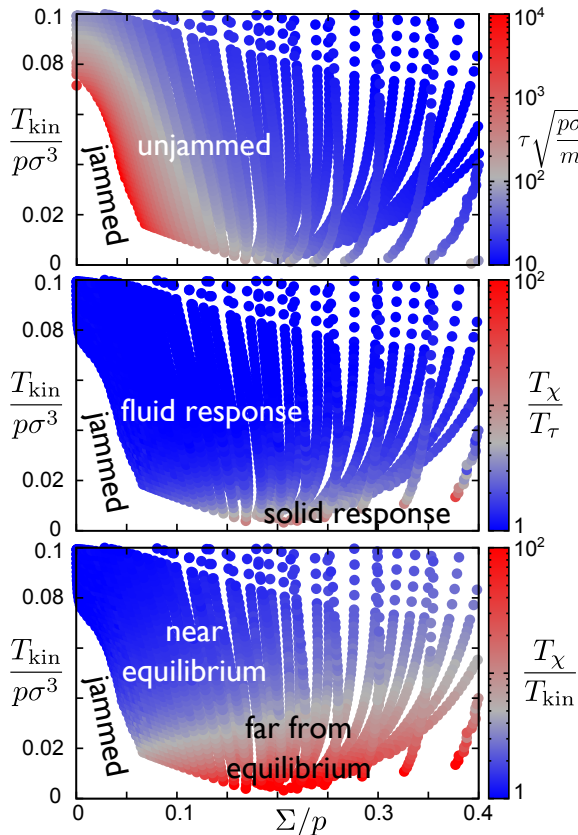 0.1
0.08
T_kin / pσ³
0.02
0
jammed
unjammed
10⁴
10³
10²
10
τ√(pσ/m)
0.1
0.08
T_kin / pσ³
0.02
0
jammed
fluid response
solid response
10²
1
T_χ / T_τ
0.1
0.08
T_kin / pσ³
0.02
0
jammed
near
equilibrium
far from
equilibrium
10²
1
T_χ / T_kin
0 0.1 Σ/p 0.3 0.4